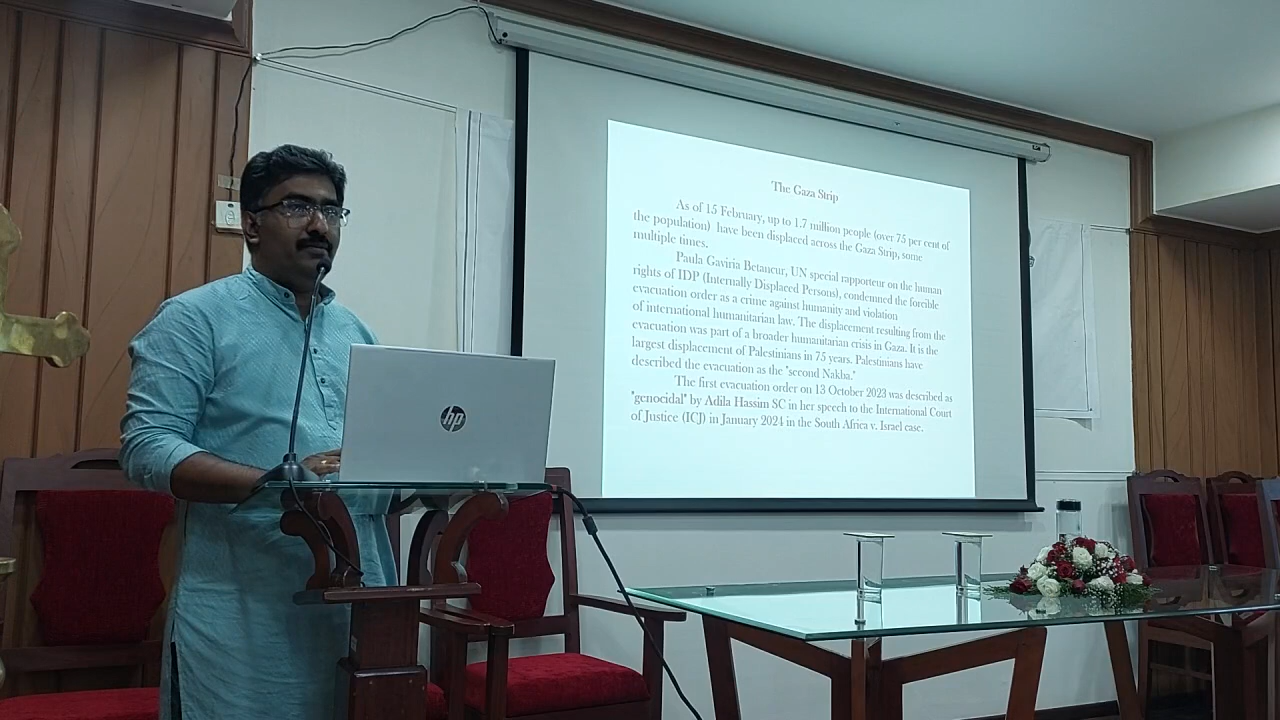 The Gaza Strip
As of 15 February, up to 1.7 million people (over 75 per cent of
the population) have been displaced across the Gaza Strip, some
multiple times.
Paula Gaviria Betancur, UN special rapporteur on the human
rights of IDP (Internally Displaced Persons), condemned the forcible
evacuation order as a crime against humanity and violation
of international humanitarian law. The displacement resulting from the
evacuation was part of a broader humanitarian crisis in Gaza. It is the
largest displacement of Palestinians in 75 years. Palestinians have
described the evacuation as the "second Nakba."
The first evacuation order on 13 October 2023 was described as
"genocidal" by Adila Hassim SC in her speech to the International Court
of Justice (ICJ) in January 2024 in the South Africa v. Israel case.
hp